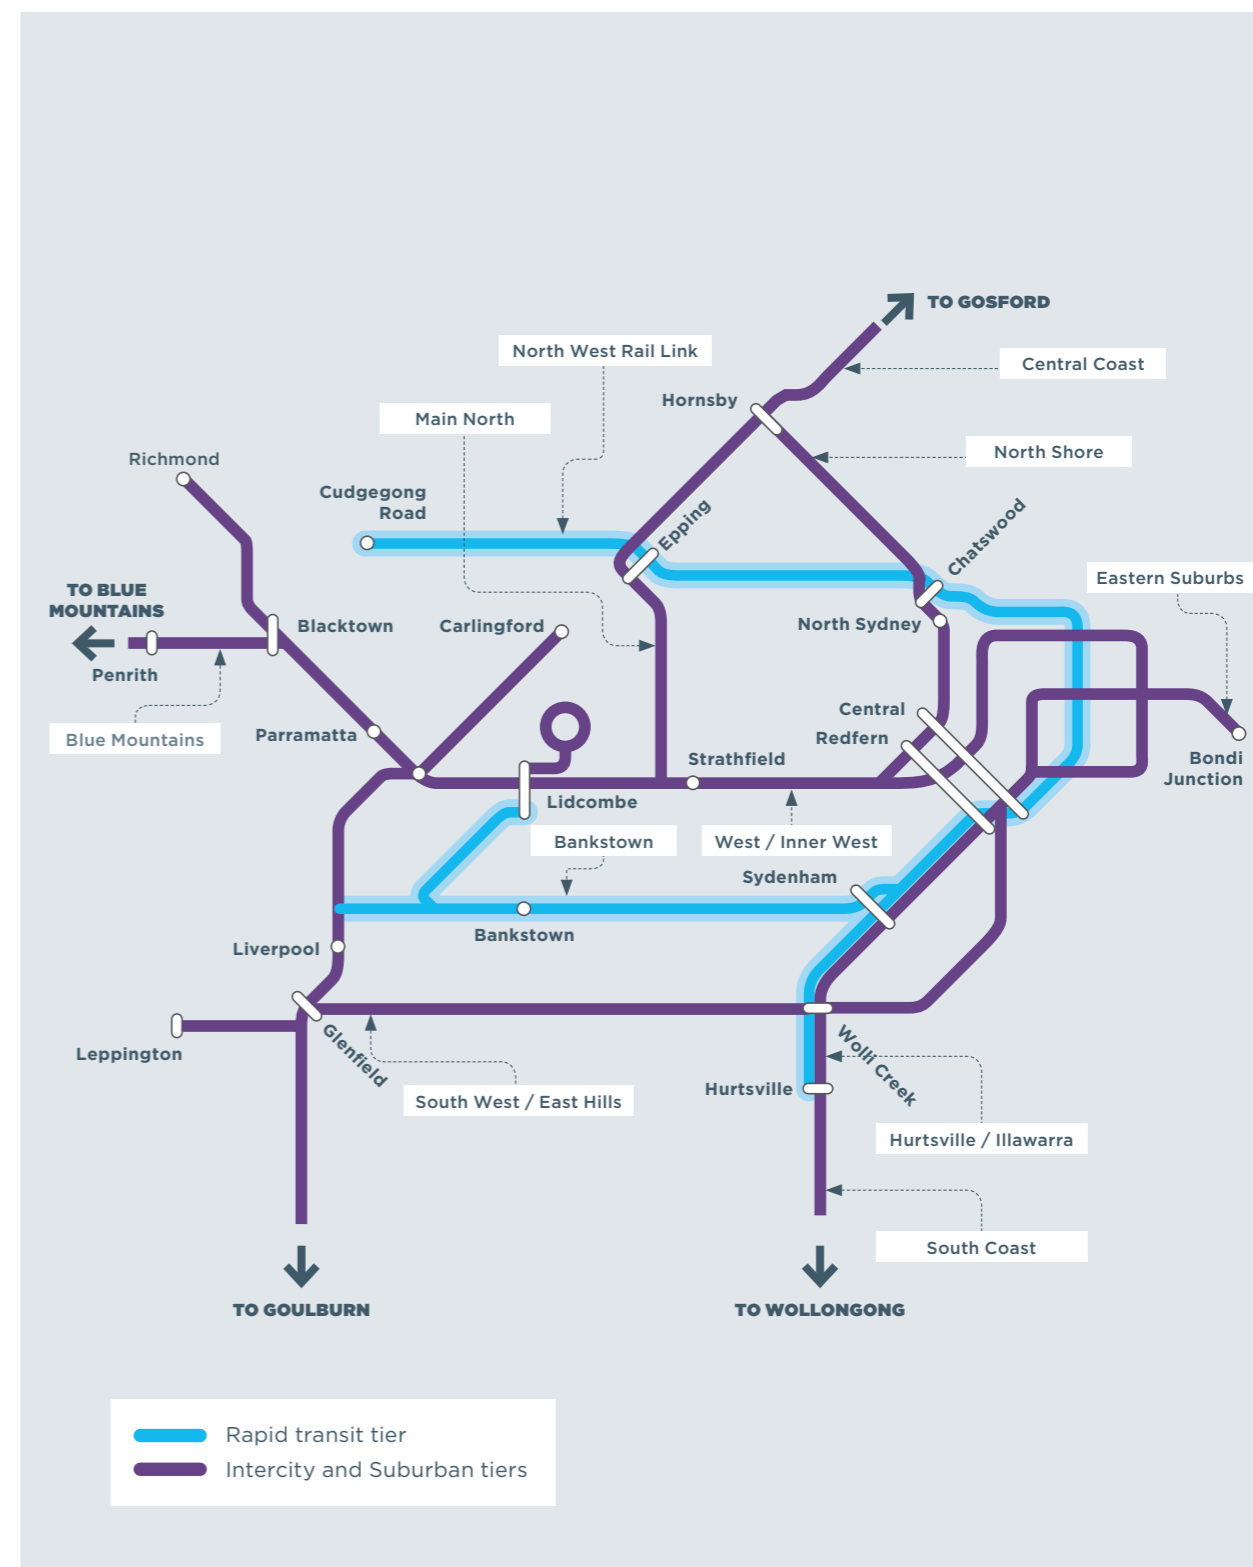 TO GOSFORD
North West Rail Link
Central Coast
Hornsby
Main North
North Shore
Richmond
Cudgegong
Road
Epping
Chatswood
TO BLUE
MOUNTAINS
Eastern Suburbs
Blacktown
Carlingford
North Sydney
Penrith
Central
Blue Mountains
Parramatta
Redfern
Strathfield
Bondi
Junction
Lidcombe
Bankstown
West / Inner West
Sydenham
Bankstown
Liverpool
Leppington
Glenfield
Wolli Creek
Hurtsville
South West / East Hills
Hurtsville / Illawarra
South Coast
TO GOULBURN
TO WOLLONGONG
Rapid transit tier
Intercity and Suburban tiers